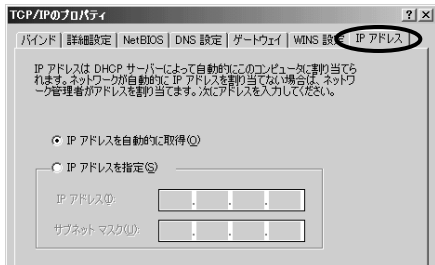 TCP/IPのプロパティ
バインド 詳細設定 NetBIOS DNS 設定 ゲートウェイ WINS 設定 IP アドレス
IP アドレスは DHCP サーバーによって自動的にこのコンピュータに割り当てら
れます。ネットワークが自動的に IP アドレスを割り当てない場合は、ネットワ
ーク管理者がアドレスを割り当てます。次にアドレスを入力してください。
IP アドレスを自動的に取得(O)
IP アドレスを指定(S)
IP アドレス(I):
サブネット マスク(U):